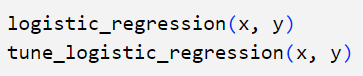 logistic_regression(x, y)
tune_logistic_regression(x, y)